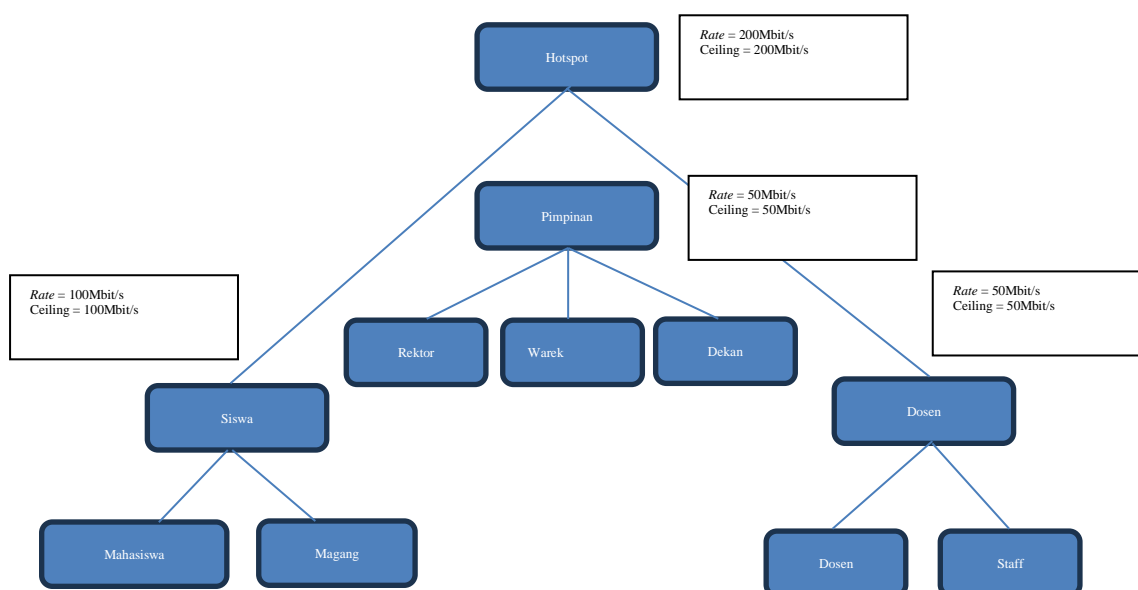 Hotspot
Rate = 200Mbit/s
Ceiling = 200Mbit/s
Pimpinan
Rate = 50Mbit/s
Ceiling = 50Mbit/s
Rate = 100Mbit/s
Ceiling = 100Mbit/s
Rate = 50Mbit/s
Ceiling = 50Mbit/s
Rektor
Warek
Dekan
Siswa
Dosen
Mahasiswa
Magang
Dosen
Staff